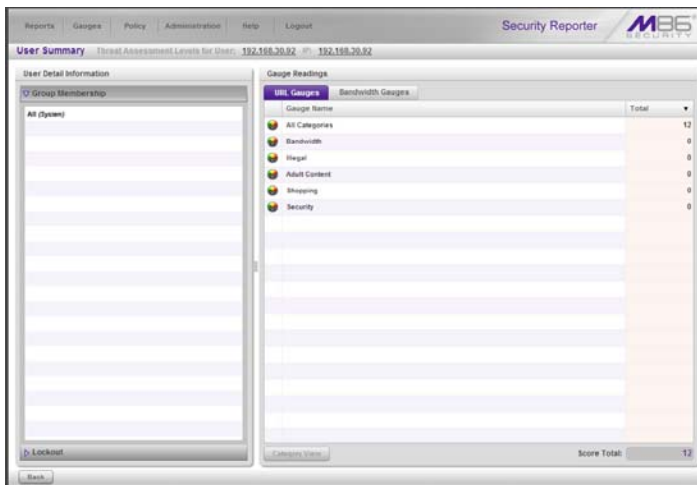 Reports Gauges Policy Administration Help Logout
Security Reporter
M86 SECURITY
User Summary Threat Assessment Levels for User: 192.168.30.92 IP: 192.168.30.92
User Detail Information
Group Membership
All (System)
Lockout
Gauge Readings
URL Gauges Bandwidth Gauges
Gauge Name Total
All Categories 12
Bandwidth 0
Illegal 0
Adult Content 0
Shopping 0
Security 0
Category View Score Total: 12
Back